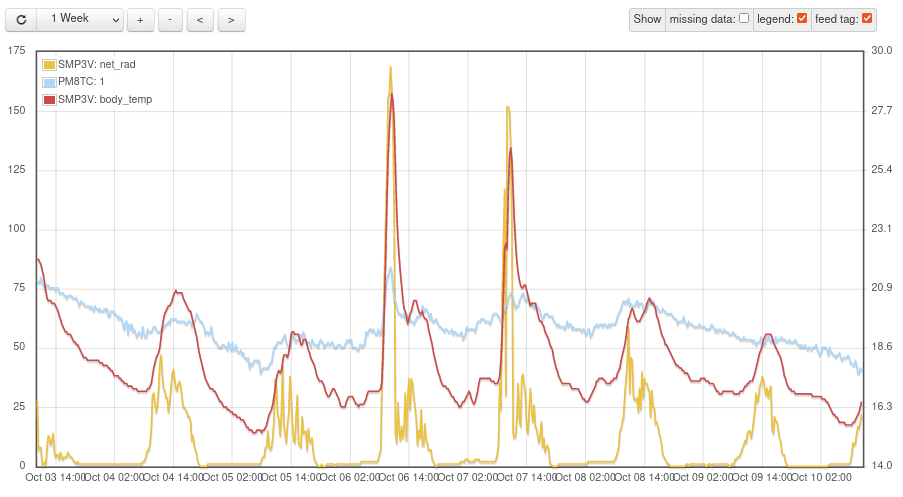 1 Week + - < > Show missing data: legend: feed tag:
175 30.0
SMP3V: net_rad
PM8TC: 1
SMP3V: body_temp
150 27.7
125 25.4
100 23.1
75 20.9
50 18.6
25 16.3
0 14.0
Oct 03 14:00 Oct 04 02:00 Oct 04 14:00 Oct 05 02:00 Oct 05 14:00 Oct 06 02:00 Oct 06 14:00 Oct 07 02:00 Oct 07 14:00 Oct 08 02:00 Oct 08 14:00 Oct 09 02:00 Oct 09 14:00 Oct 10 02:00